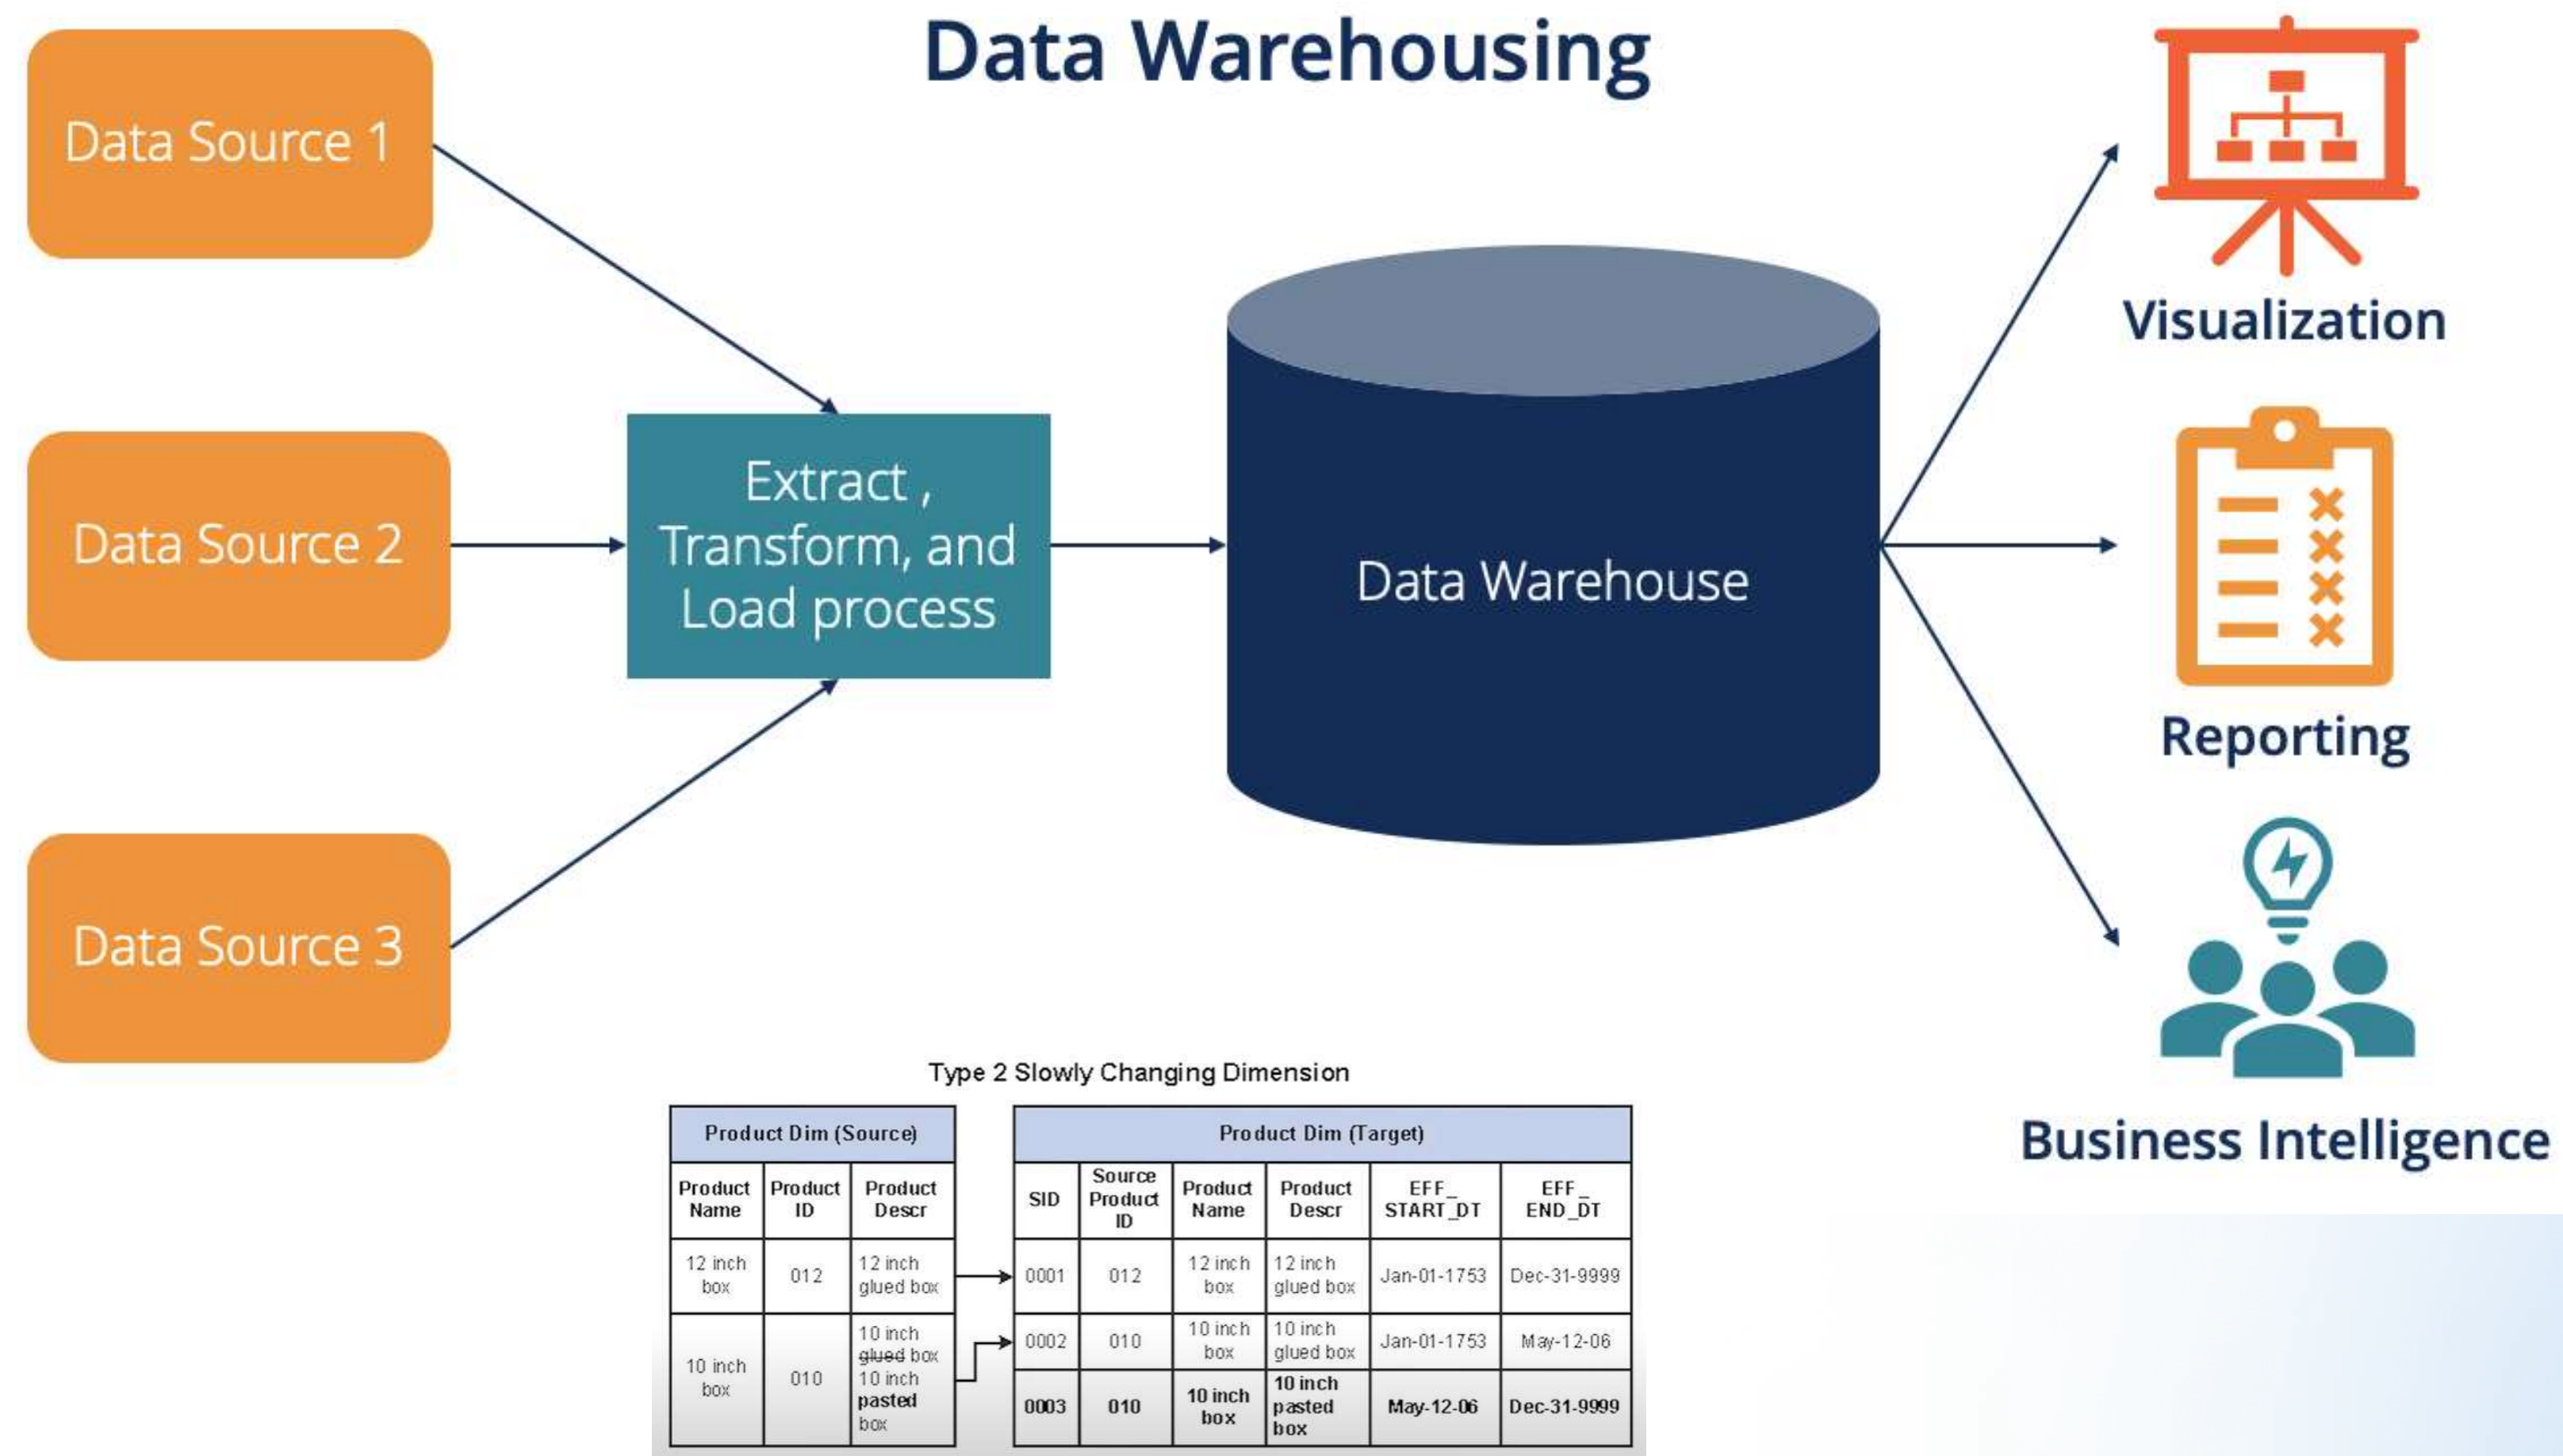 Data Warehousing
Data Source 1
Data Source 2
Data Source 3
Extract ,
Transform, and
Load process
Data Warehouse
Visualization
Reporting
Business Intelligence
Type 2 Slowly Changing Dimension
Product Dim (Source)
Product Name
Product ID
Product Descr
12 inch box
012
12 inch glued box
10 inch box
010
10 inch glued box
10 inch pasted box
Product Dim (Target)
SID
Source Product ID
Product Name
Product Descr
EFF_ START_DT
EFF_ END_DT
0001
012
12 inch box
12 inch glued box
Jan-01-1753
Dec-31-9999
0002
010
10 inch box
10 inch glued box
Jan-01-1753
May-12-06
0003
010
10 inch box
10 inch pasted box
May-12-06
Dec-31-9999